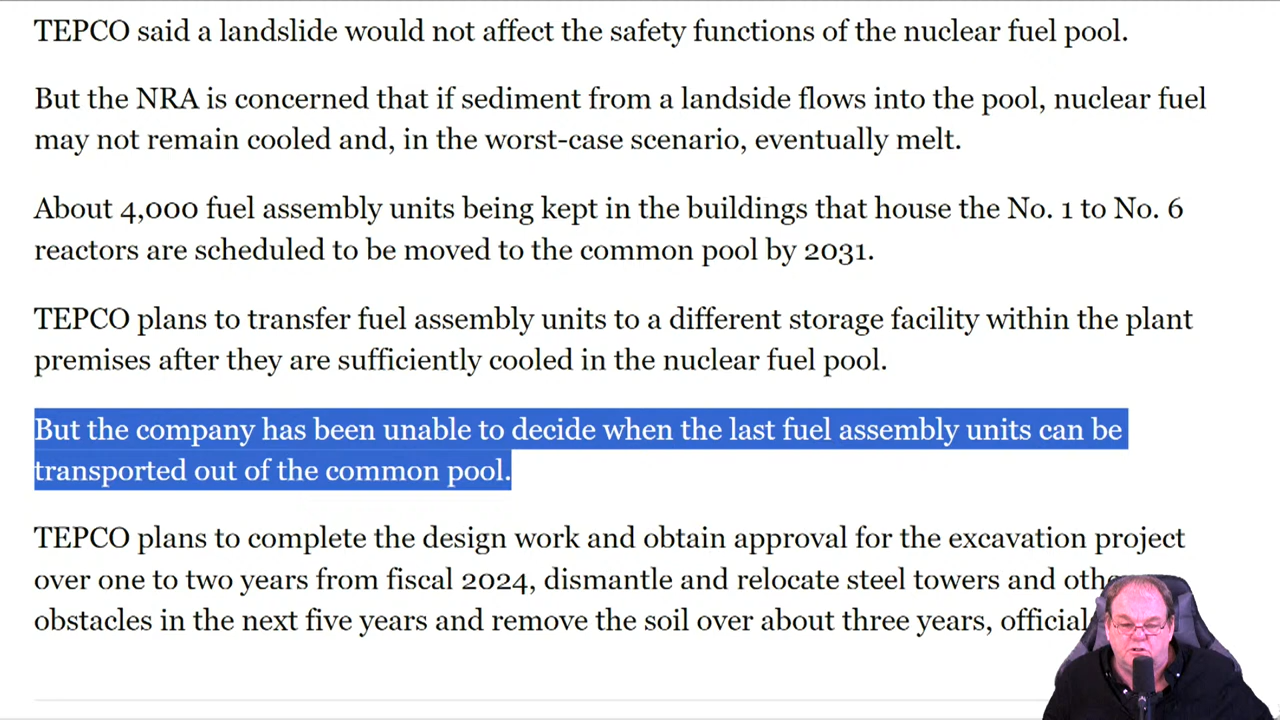 TEPCO said a landslide would not affect the safety functions of the nuclear fuel pool.
But the NRA is concerned that if sediment from a landside flows into the pool, nuclear fuel
may not remain cooled and, in the worst-case scenario, eventually melt.
About 4,000 fuel assembly units being kept in the buildings that house the No. 1 to No. 6
reactors are scheduled to be moved to the common pool by 2031.
TEPCO plans to transfer fuel assembly units to a different storage facility within the plant
premises after they are sufficiently cooled in the nuclear fuel pool.
But the company has been unable to decide when the last fuel assembly units can be
transported out of the common pool.
TEPCO plans to complete the design work and obtain approval for the excavation project
over one to two years from fiscal 2024, dismantle and relocate steel towers and
obstacles in the next five years and remove the soil over about three years,